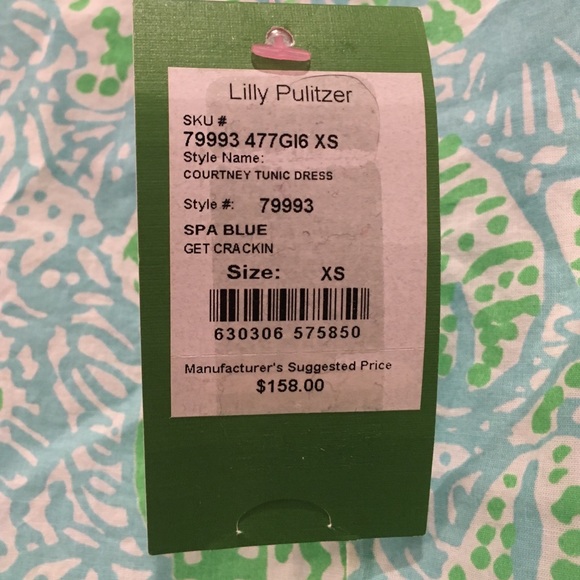 Lilly Pulitzer
SKU #
79993 477GI6 XS
Style Name:
COURTNEY TUNIC DRESS
Style #: 79993
SPA BLUE
GET CRACKIN
Size: XS
630306 575850
Manufacturer's Suggested Price
$158.00